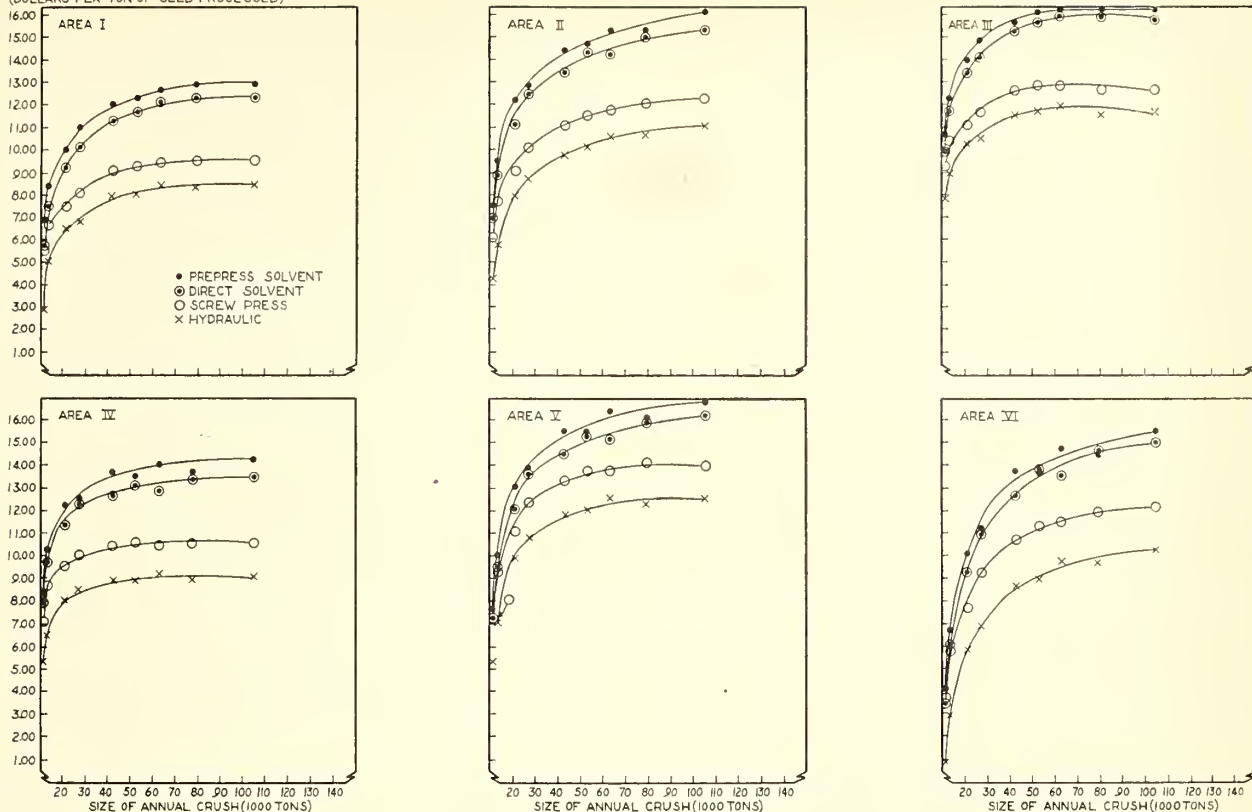 (DOLLARS PER TON OF SEED PROCESSED)
AREA I
AREA II
AREA III
16.00
15.00
14.00
13.00
12.00
11.00
10.00
9.00
8.00
7.00
6.00
5.00
4.00
3.00
2.00
1.00
PREPRESS SOLVENT
DIRECT SOLVENT
SCREW PRESS
HYDRAULIC
AREA IV
AREA V
AREA VI
16.00
15.00
14.00
13.00
12.00
11.00
10.00
9.00
8.00
7.00
6.00
5.00
4.00
3.00
2.00
1.00
20 30 40 50 60 70 80 90 100 110 120 130 140
20 30 40 50 60 70 80 90 100 110 120 130 140
20 30 40 50 60 70 80 90 100 110 120 130 140
SIZE OF ANNUAL CRUSH (1000 TONS)
SIZE OF ANNUAL CRUSH (1000 TONS)
SIZE OF ANNUAL CRUSH (1000 TONS)